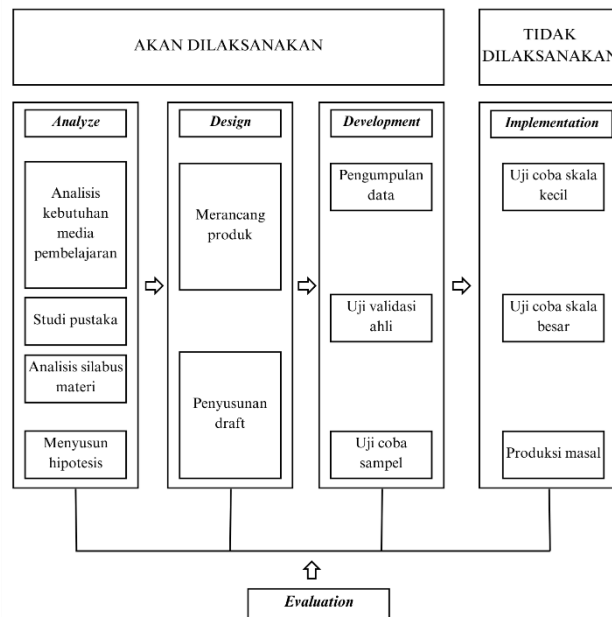 AKAN DILAKSANAKAN
TIDAK
DILAKSANAKAN
Analyze
Analisis
kebutuhan
media
pembelajaran
Studi pustaka
Analisis silabus
materi
Menyusun
hipotesis
Design
Merancang
produk
Penyusunan
draft
Development
Pengumpulan
data
Uji validasi
ahli
Uji coba
sampel
Implementation
Uji coba skala
kecil
Uji coba skala
besar
Produksi masal
Evaluation